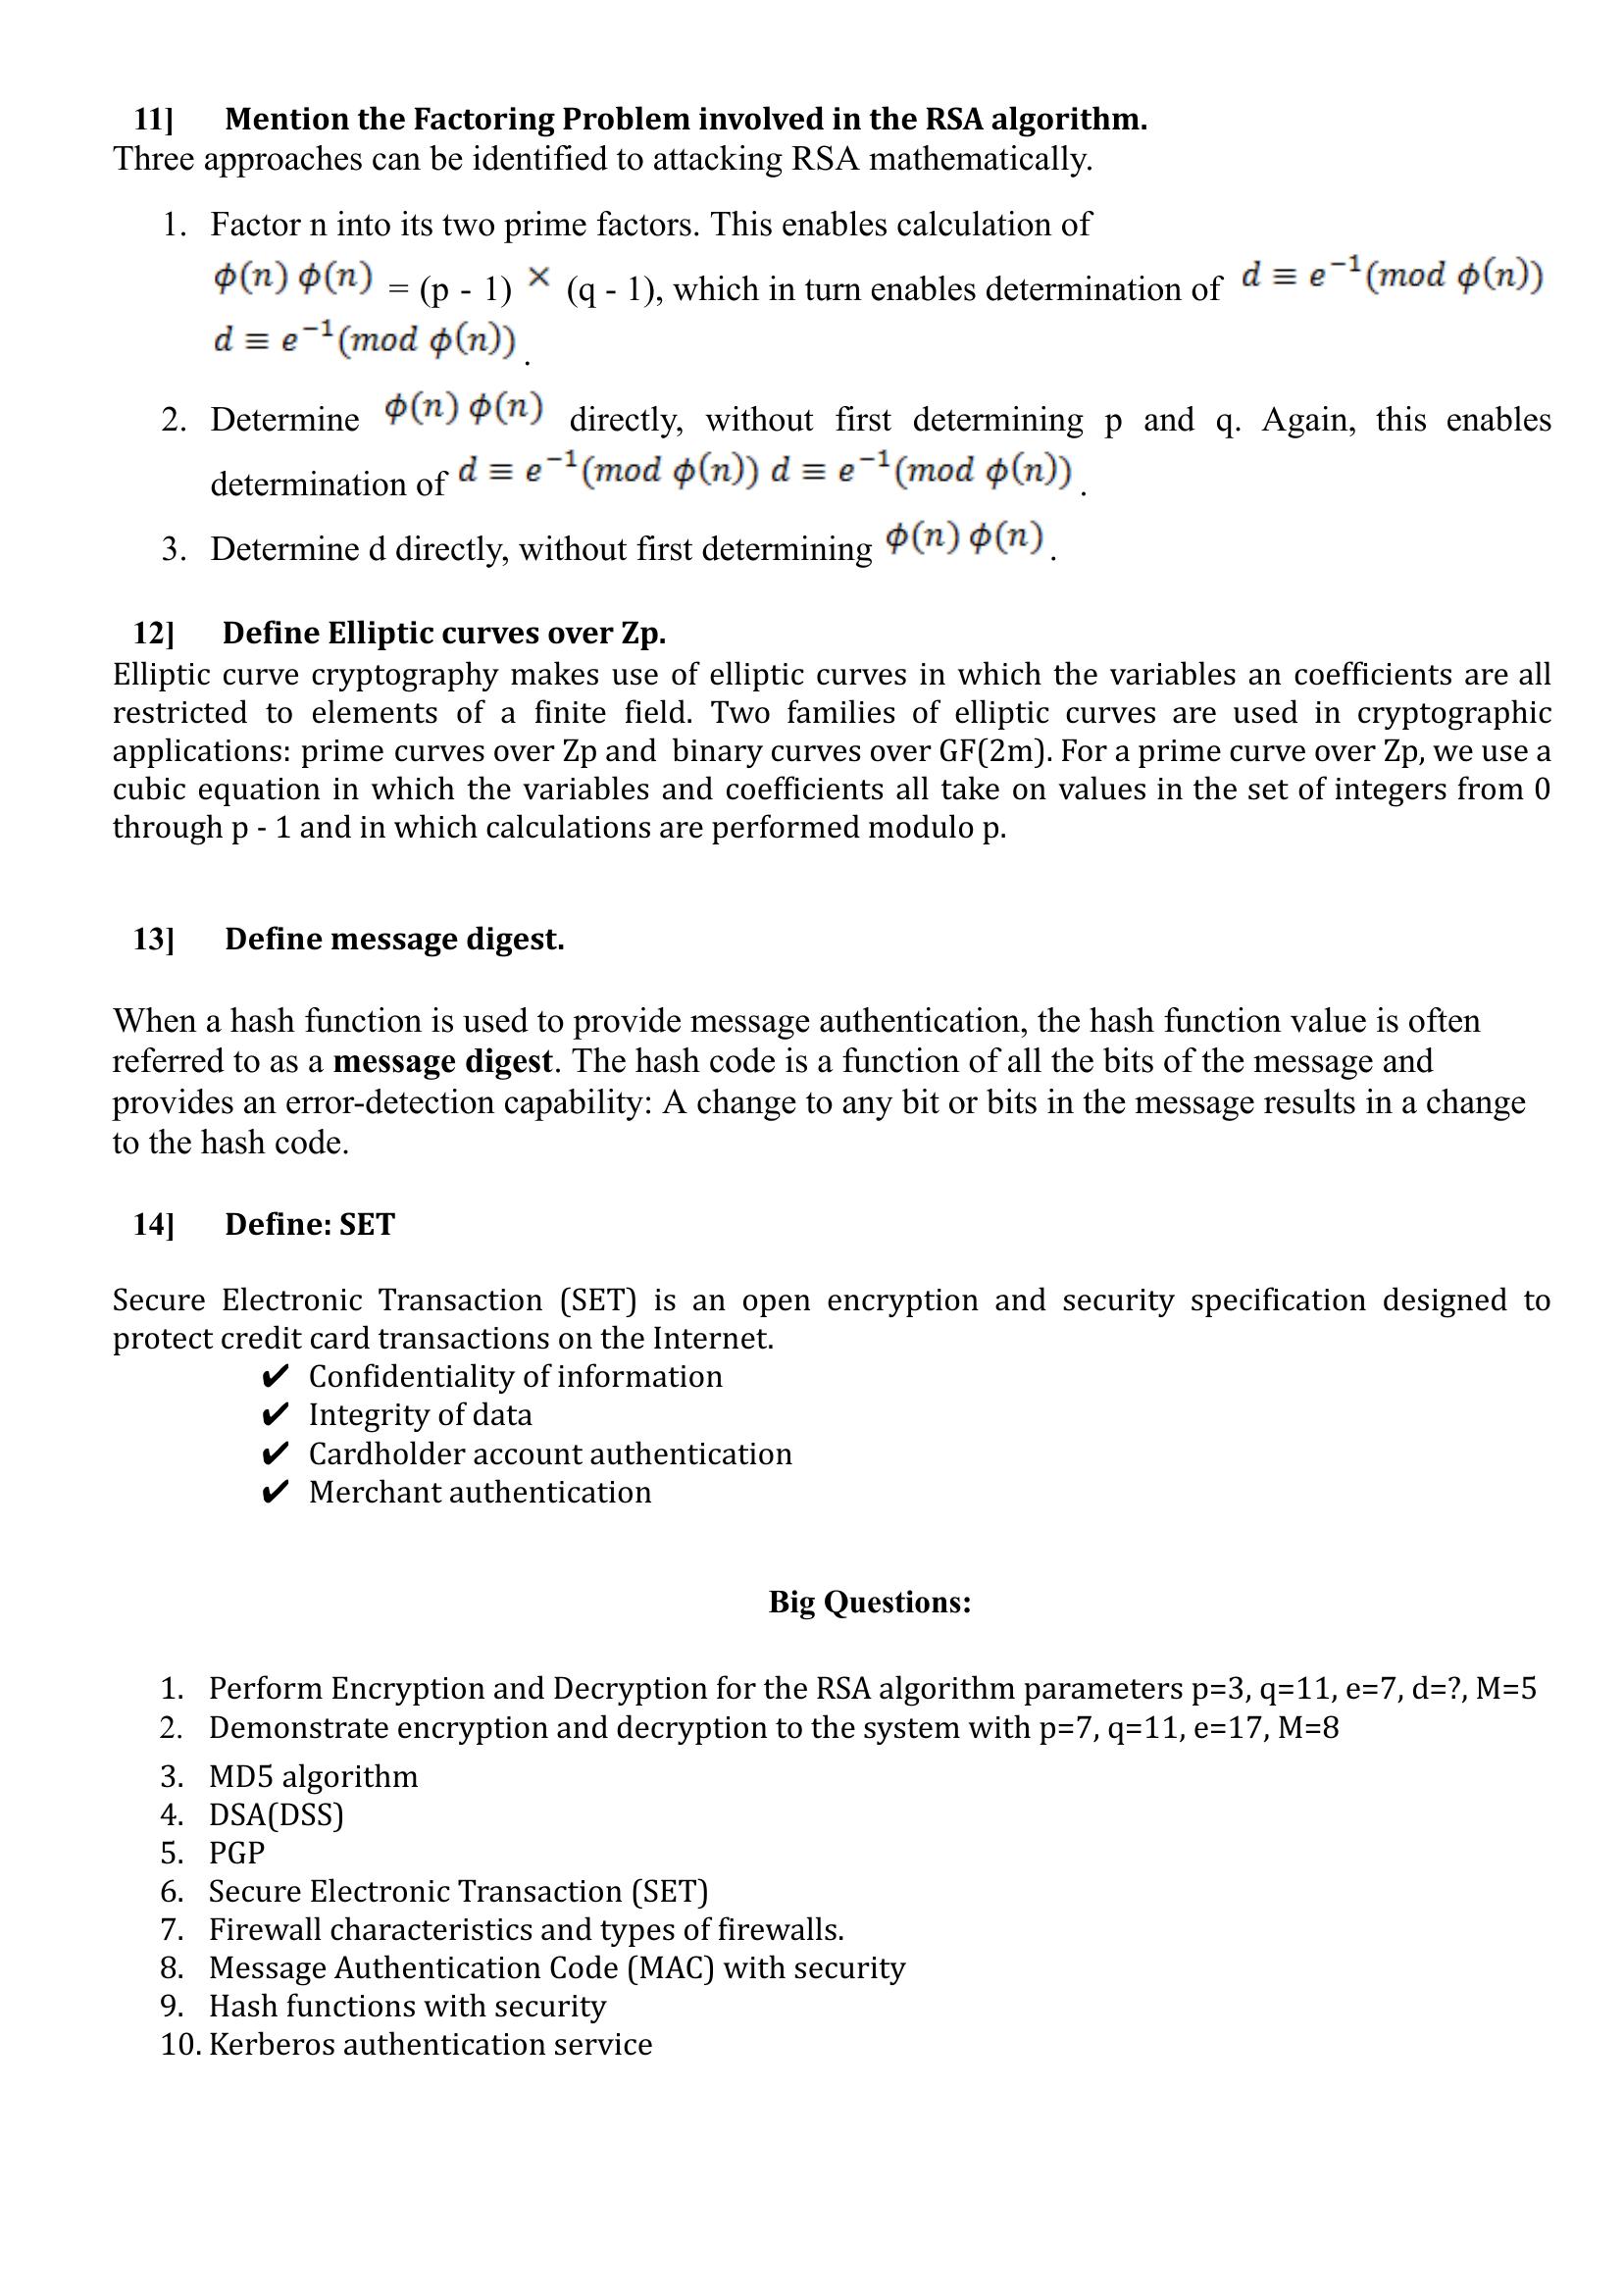 11] Mention the Factoring Problem involved in the RSA algorithm.
Three approaches can be identified to attacking RSA mathematically.
1. Factor n into its two prime factors. This enables calculation of
ϕ(n) ϕ(n) = (p - 1) × (q - 1), which in turn enables determination of d ≡ e⁻¹(mod ϕ(n))
d ≡ e⁻¹(mod ϕ(n)).
2. Determine ϕ(n) ϕ(n) directly, without first determining p and q. Again, this enables
determination of d ≡ e⁻¹(mod ϕ(n)) d ≡ e⁻¹(mod ϕ(n)).
3. Determine d directly, without first determining ϕ(n) ϕ(n).
12] Define Elliptic curves over Zp.
Elliptic curve cryptography makes use of elliptic curves in which the variables an coefficients are all
restricted to elements of a finite field. Two families of elliptic curves are used in cryptographic
applications: prime curves over Zp and binary curves over GF(2m). For a prime curve over Zp, we use a
cubic equation in which the variables and coefficients all take on values in the set of integers from 0
through p - 1 and in which calculations are performed modulo p.
13] Define message digest.
When a hash function is used to provide message authentication, the hash function value is often
referred to as a message digest. The hash code is a function of all the bits of the message and
provides an error-detection capability: A change to any bit or bits in the message results in a change
to the hash code.
14] Define: SET
Secure Electronic Transaction (SET) is an open encryption and security specification designed to
protect credit card transactions on the Internet.
✔ Confidentiality of information
✔ Integrity of data
✔ Cardholder account authentication
✔ Merchant authentication
Big Questions:
1. Perform Encryption and Decryption for the RSA algorithm parameters p=3, q=11, e=7, d=?, M=5
2. Demonstrate encryption and decryption to the system with p=7, q=11, e=17, M=8
3. MD5 algorithm
4. DSA(DSS)
5. PGP
6. Secure Electronic Transaction (SET)
7. Firewall characteristics and types of firewalls.
8. Message Authentication Code (MAC) with security
9. Hash functions with security
10. Kerberos authentication service